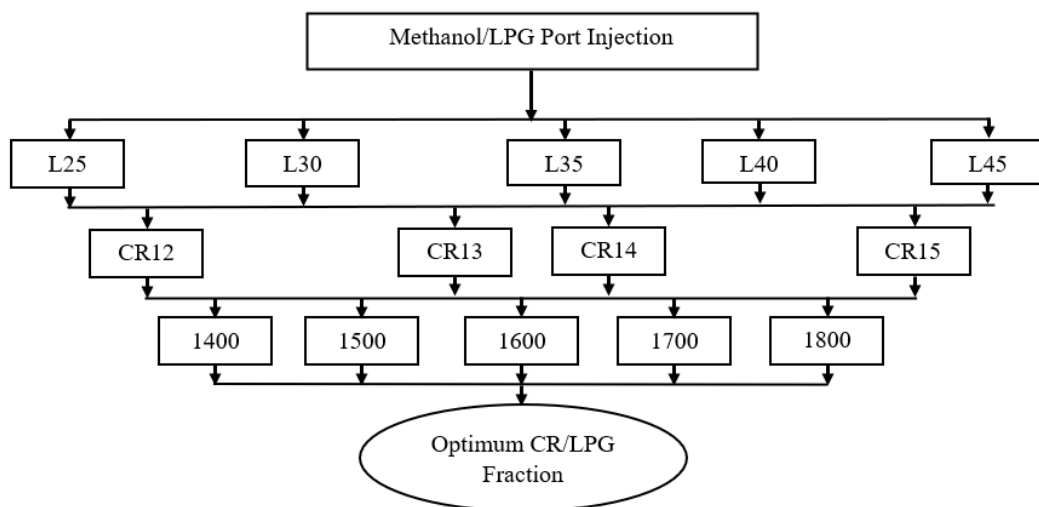 Methanol/LPG Port Injection
L25 L30 L35 L40 L45
CR12 CR13 CR14 CR15
1400 1500 1600 1700 1800
Optimum CR/LPG
Fraction